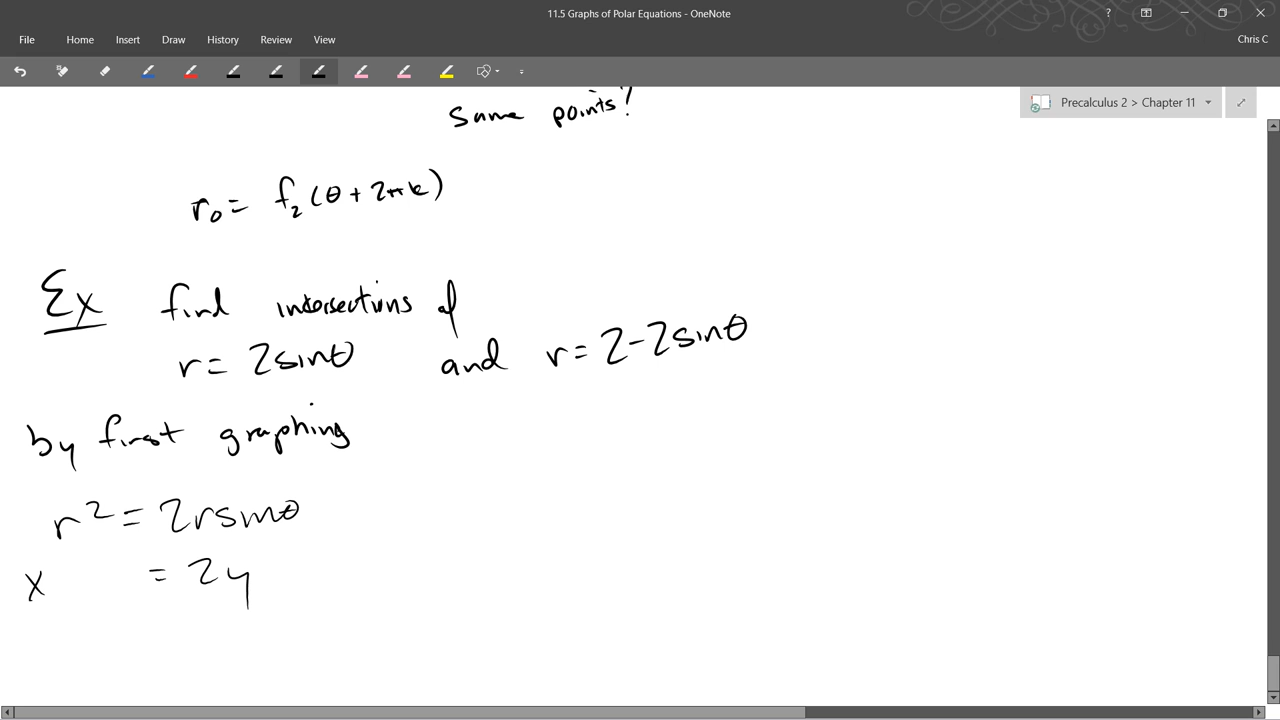 11.5 Graphs of Polar Equations - OneNote
File Home Insert Draw History Review View
Chris C
Precalculus 2 > Chapter 11
same points?
r₀ = f₂(θ + 2πk)
Ex find intersections of
r = 2sinθ and r = 2-2sinθ
by first graphing
r² = 2rsinθ
x = 2y